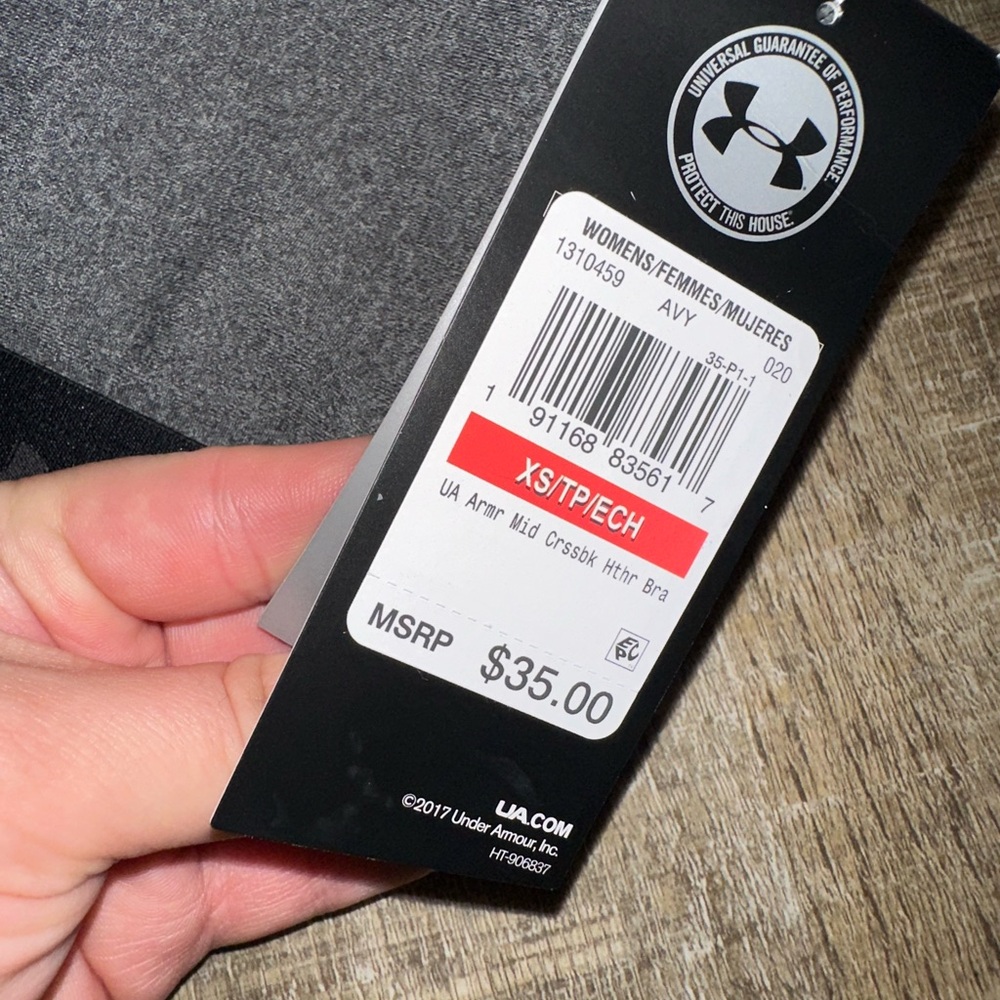 UNIVERSAL GUARANTEE OF PERFORMANCE.
PROTECT THIS HOUSE.®
WOMENS/FEMMES/MUJERES
1310459 AVY 020
35-P1-1
1 91168 83561 7
XS/TP/ECH
UA Armr Mid Crssbk Hthr Bra
MSRP $35.00
EPC
UA.COM
©2017 Under Armour, Inc.
HT-906837